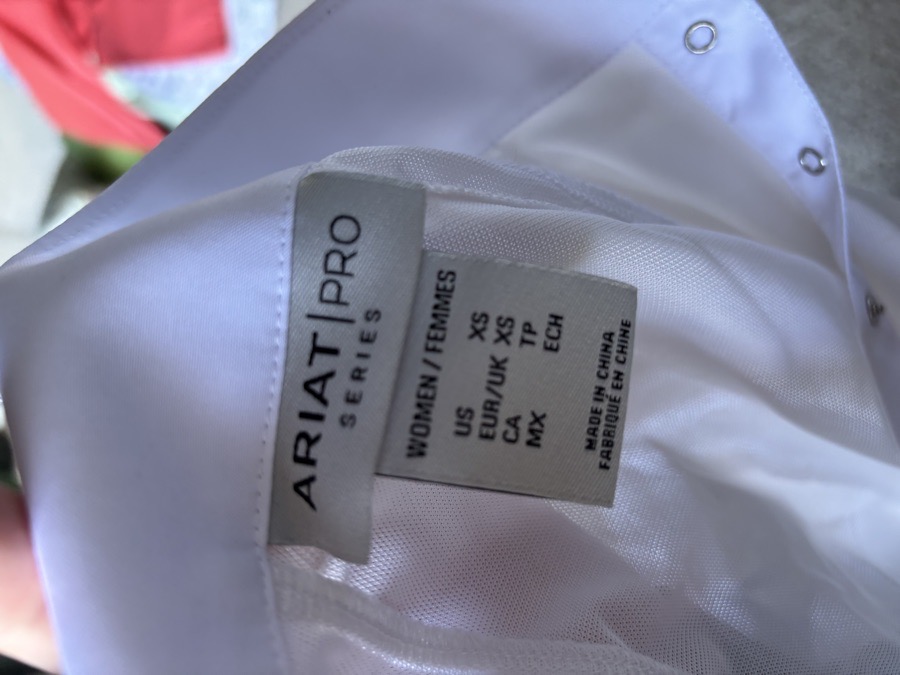 ARIAT|PRO
SERIES
WOMEN / FEMMES
US XS
EUR/UK XS
CA TP
MX ECH
MADE IN CHINA
FABRIQUÉ EN CHINE